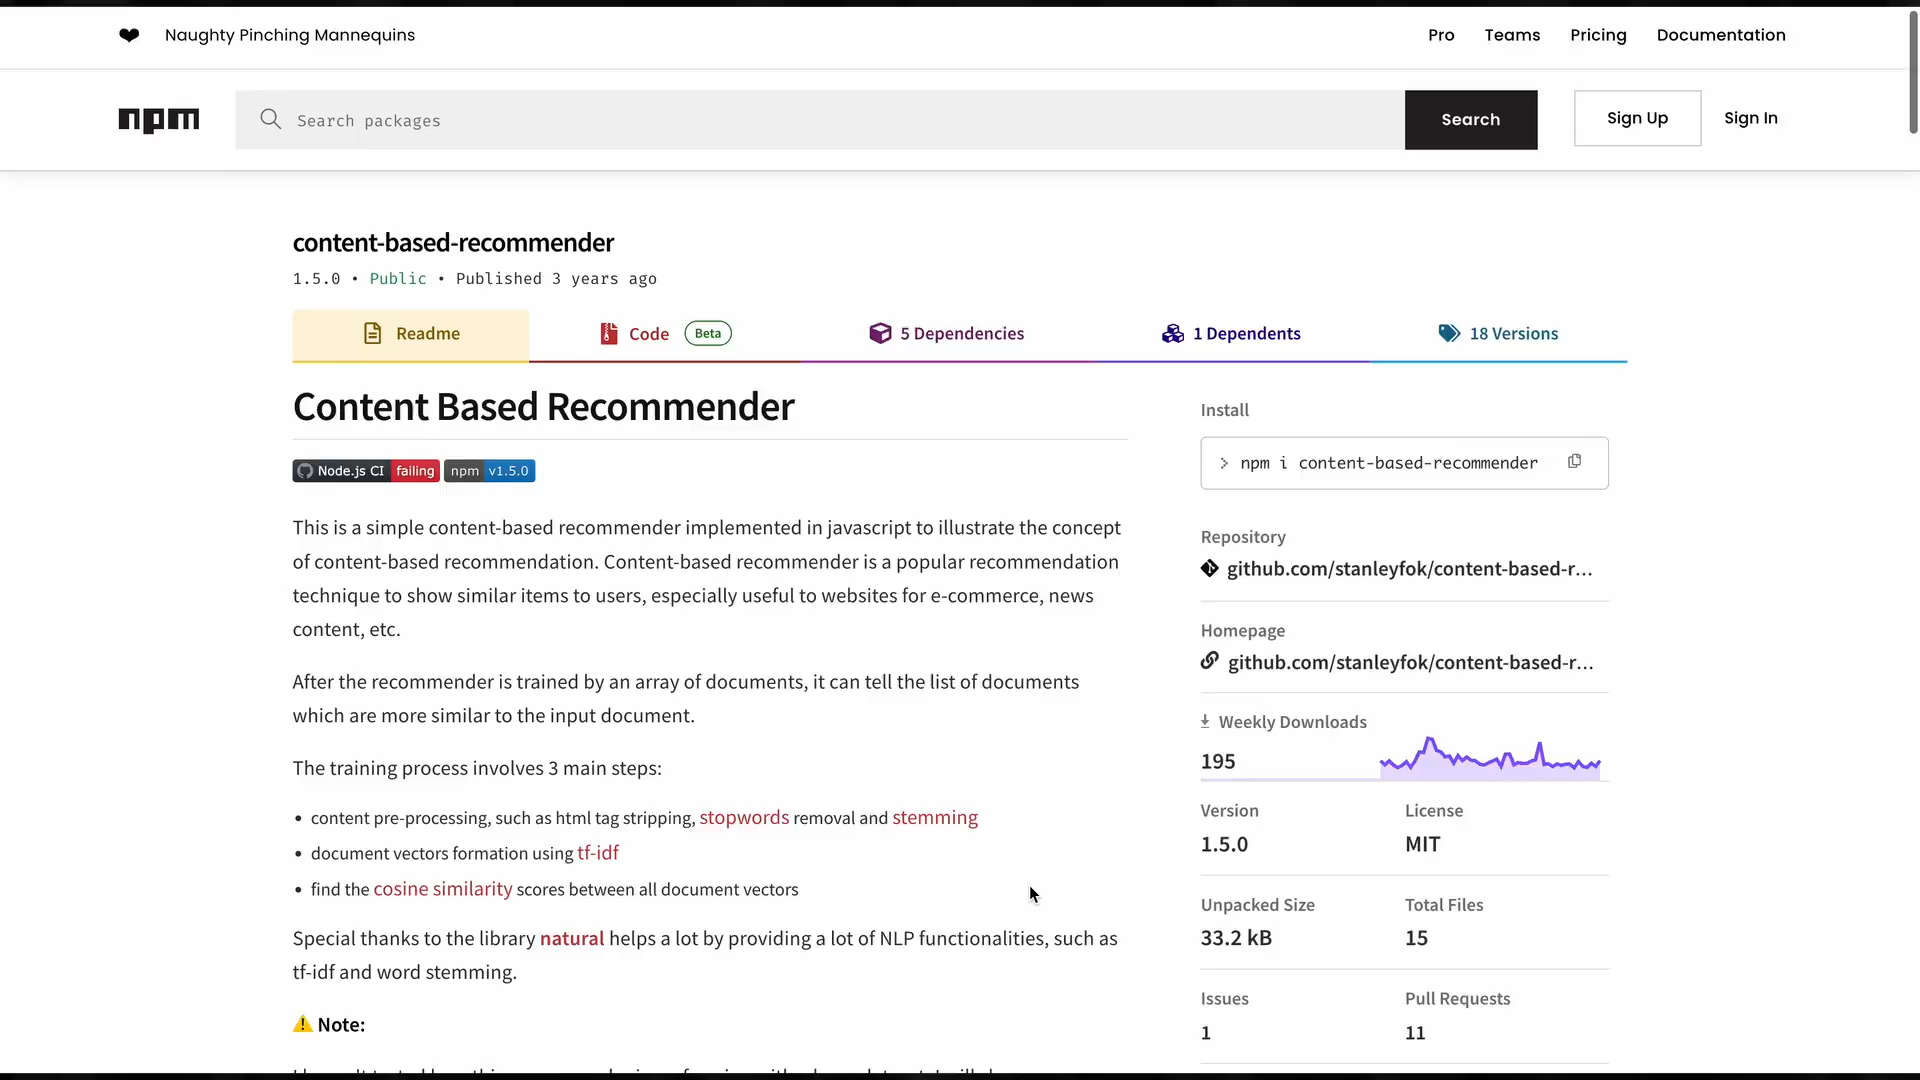 Naughty Pinching Mannequins
Pro Teams Pricing Documentation
npm
Search packages
Search
Sign Up
Sign In
content-based-recommender
1.5.0 • Public • Published 3 years ago
Readme
Code Beta
5 Dependencies
1 Dependents
18 Versions
Content Based Recommender
Node.js CI failing npm v1.5.0
This is a simple content-based recommender implemented in javascript to illustrate the concept
of content-based recommendation. Content-based recommender is a popular recommendation
technique to show similar items to users, especially useful to websites for e-commerce, news
content, etc.
After the recommender is trained by an array of documents, it can tell the list of documents
which are more similar to the input document.
The training process involves 3 main steps:
• content pre-processing, such as html tag stripping, stopwords removal and stemming
• document vectors formation using tf-idf
• find the cosine similarity scores between all document vectors
Special thanks to the library natural helps a lot by providing a lot of NLP functionalities, such as
tf-idf and word stemming.
Note:
Install
> npm i content-based-recommender
Repository
github.com/stanleyfok/content-based-r...
Homepage
github.com/stanleyfok/content-based-r...
Weekly Downloads
195
Version License
1.5.0 MIT
Unpacked Size Total Files
33.2 kB 15
Issues Pull Requests
1 11